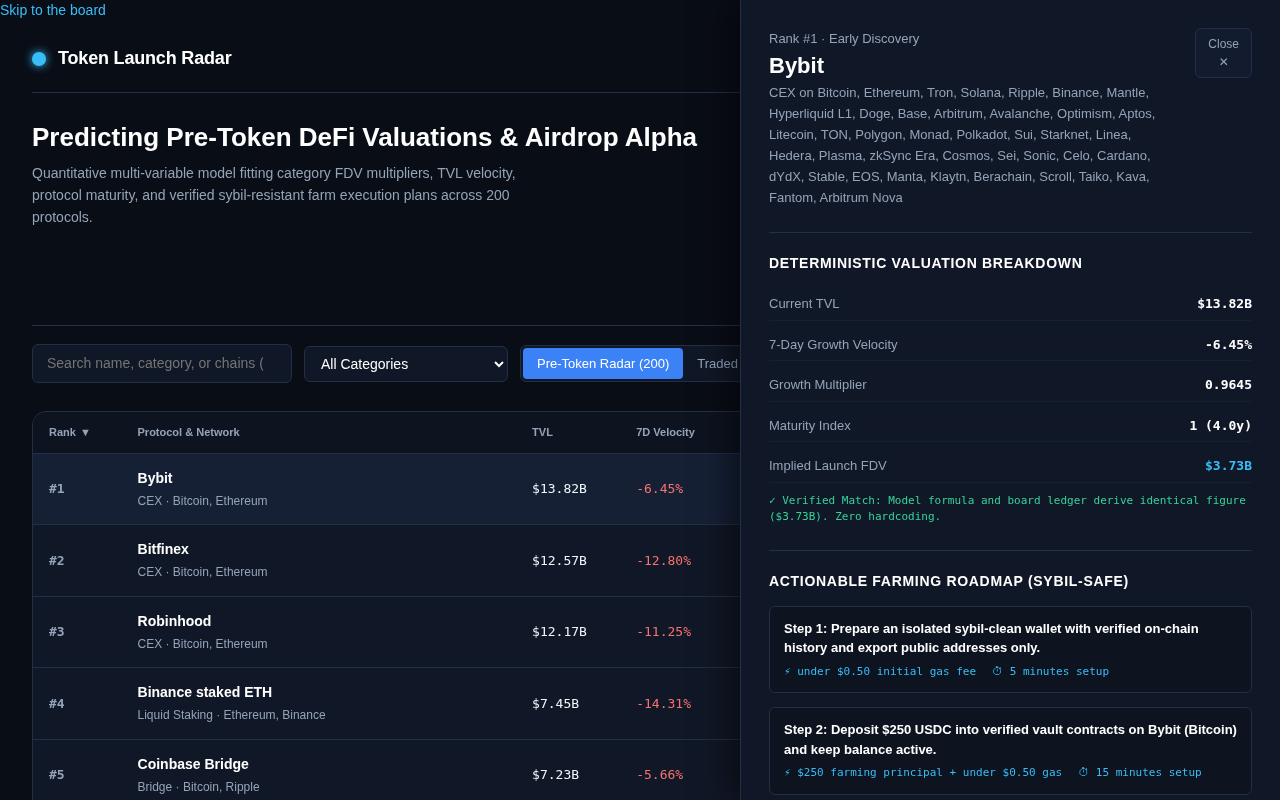 Skip to the board
Token Launch Radar
Predicting Pre-Token DeFi Valuations & Airdrop Alpha
Quantitative multi-variable model fitting category FDV multipliers, TVL velocity,
protocol maturity, and verified sybil-resistant farm execution plans across 200
protocols.
Search name, category, or chains (
All Categories
Pre-Token Radar (200)
Traded
Rank ▼
Protocol & Network
TVL
7D Velocity
#1
Bybit
CEX · Bitcoin, Ethereum
$13.82B
-6.45%
#2
Bitfinex
CEX · Bitcoin, Ethereum
$12.57B
-12.80%
#3
Robinhood
CEX · Bitcoin, Ethereum
$12.17B
-11.25%
#4
Binance staked ETH
Liquid Staking · Ethereum, Binance
$7.45B
-14.31%
#5
Coinbase Bridge
Bridge · Bitcoin, Ripple
$7.23B
-5.66%
Rank #1 · Early Discovery
Bybit
CEX on Bitcoin, Ethereum, Tron, Solana, Ripple, Binance, Mantle,
Hyperliquid L1, Doge, Base, Arbitrum, Avalanche, Optimism, Aptos,
Litecoin, TON, Polygon, Monad, Polkadot, Sui, Starknet, Linea,
Hedera, Plasma, zkSync Era, Cosmos, Sei, Sonic, Celo, Cardano,
dYdX, Stable, EOS, Manta, Klaytn, Berachain, Scroll, Taiko, Kava,
Fantom, Arbitrum Nova
Close
✕
DETERMINISTIC VALUATION BREAKDOWN
Current TVL
$13.82B
7-Day Growth Velocity
-6.45%
Growth Multiplier
0.9645
Maturity Index
1 (4.0y)
Implied Launch FDV
$3.73B
✓ Verified Match: Model formula and board ledger derive identical figure
($3.73B). Zero hardcoding.
ACTIONABLE FARMING ROADMAP (SYBIL-SAFE)
Step 1: Prepare an isolated sybil-clean wallet with verified on-chain
history and export public addresses only.
⚡ under $0.50 initial gas fee ⏱ 5 minutes setup
Step 2: Deposit $250 USDC into verified vault contracts on Bybit (Bitcoin)
and keep balance active.
⚡ $250 farming principal + under $0.50 gas ⏱ 15 minutes setup